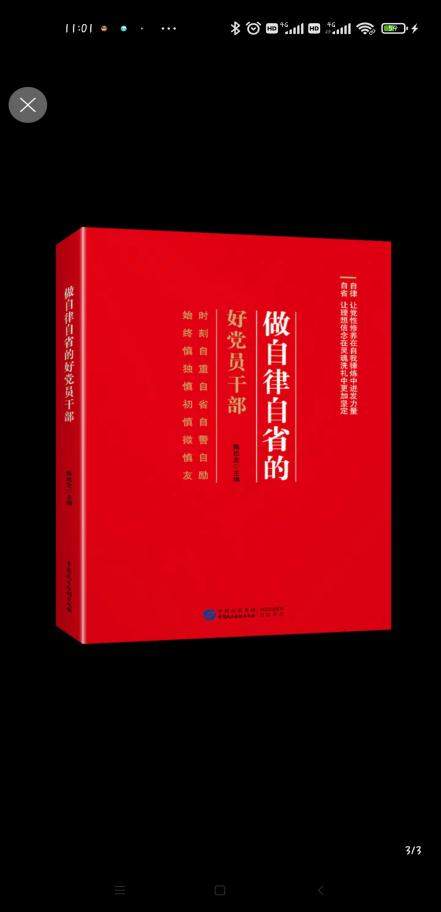 11:01
HD
4G
HD
4G
自律 让党性修养在自我锤炼中迸发力量
自省 让理想信念在灵魂洗礼中更加坚定
做自律自省的
好党员干部
时刻自重自省自警自励
始终慎独慎初慎微慎友
做自律自省的好党员干部
3/3